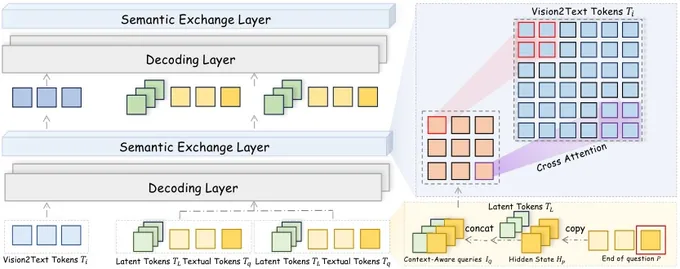 Semantic Exchange Layer
Decoding Layer
Semantic Exchange Layer
Decoding Layer
Vision2Text Tokens T_i
Latent Tokens T_L Textual Tokens T_q
Latent Tokens T_L Textual Tokens T_q
Vision2Text Tokens T_i
Cross Attention
Latent Tokens T_L
concat
copy
Context-Aware queries I_Q
Hidden State H_p
End of question P